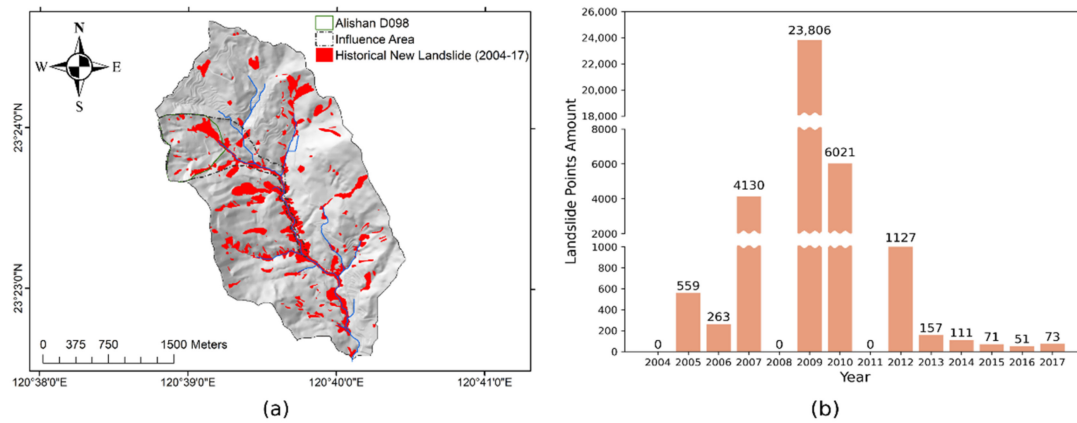 N
W E
S
Alishan D098
Influence Area
Historical New Landslide (2004-17)
23°24'0"N
23°23'0"N
0 375 750 1500 Meters
120°38'0"E 120°39'0"E 120°40'0"E 120°41'0"E
(a)
Landslide Points Amount
26,000
24,000
22,000
20,000
18,000
8000
6000
4000
2000
1000
800
600
400
200
0
0 559 263 4130 0 23,806 6021 0 1127 157 111 71 51 73
2004 2005 2006 2007 2008 2009 2010 2011 2012 2013 2014 2015 2016 2017
Year
(b)